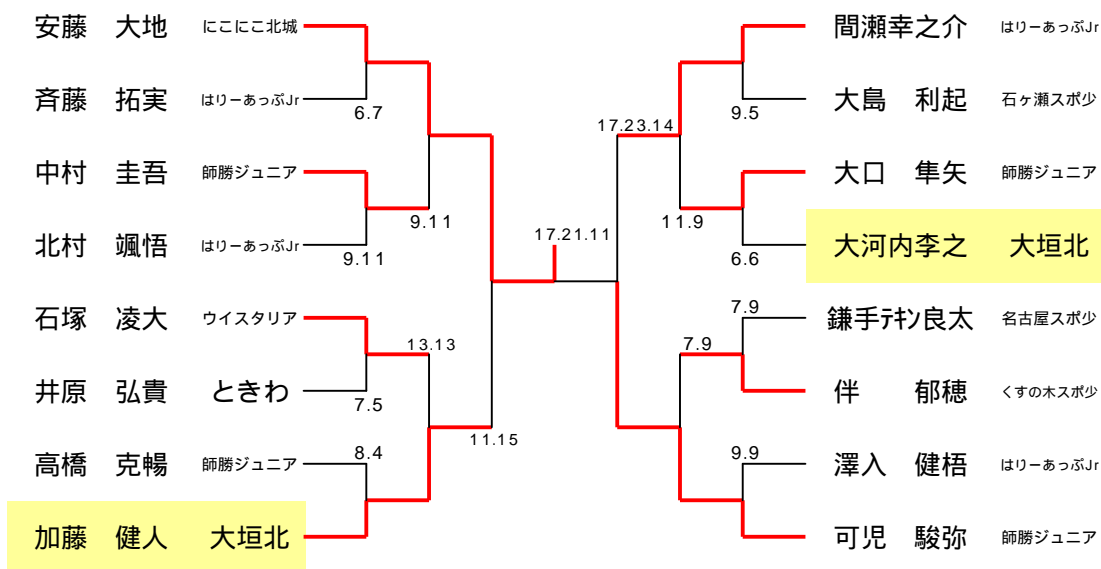 安藤 大地 にこにこ北城
斉藤 拓実 はりーあっぷJr
6.7
中村 圭吾 師勝ジュニア
9.11
北村 颯悟 はりーあっぷJr
9.11
石塚 凌大 ウイスタリア
13.13
井原 弘貴 ときわ
7.5
高橋 克暢 師勝ジュニア
8.4
11.15
加藤 健人 大垣北
17.21.11
間瀬幸之介 はりーあっぷJr
大島 利起 石ヶ瀬スポ少
9.5
17.23.14
大口 隼矢 師勝ジュニア
11.9
大河内李之 大垣北
6.6
7.9
鎌手テキン良太 名古屋スポ少
7.9
伴 郁穂 くすの木スポ少
9.9
澤入 健梧 はりーあっぷJr
可児 駿弥 師勝ジュニア